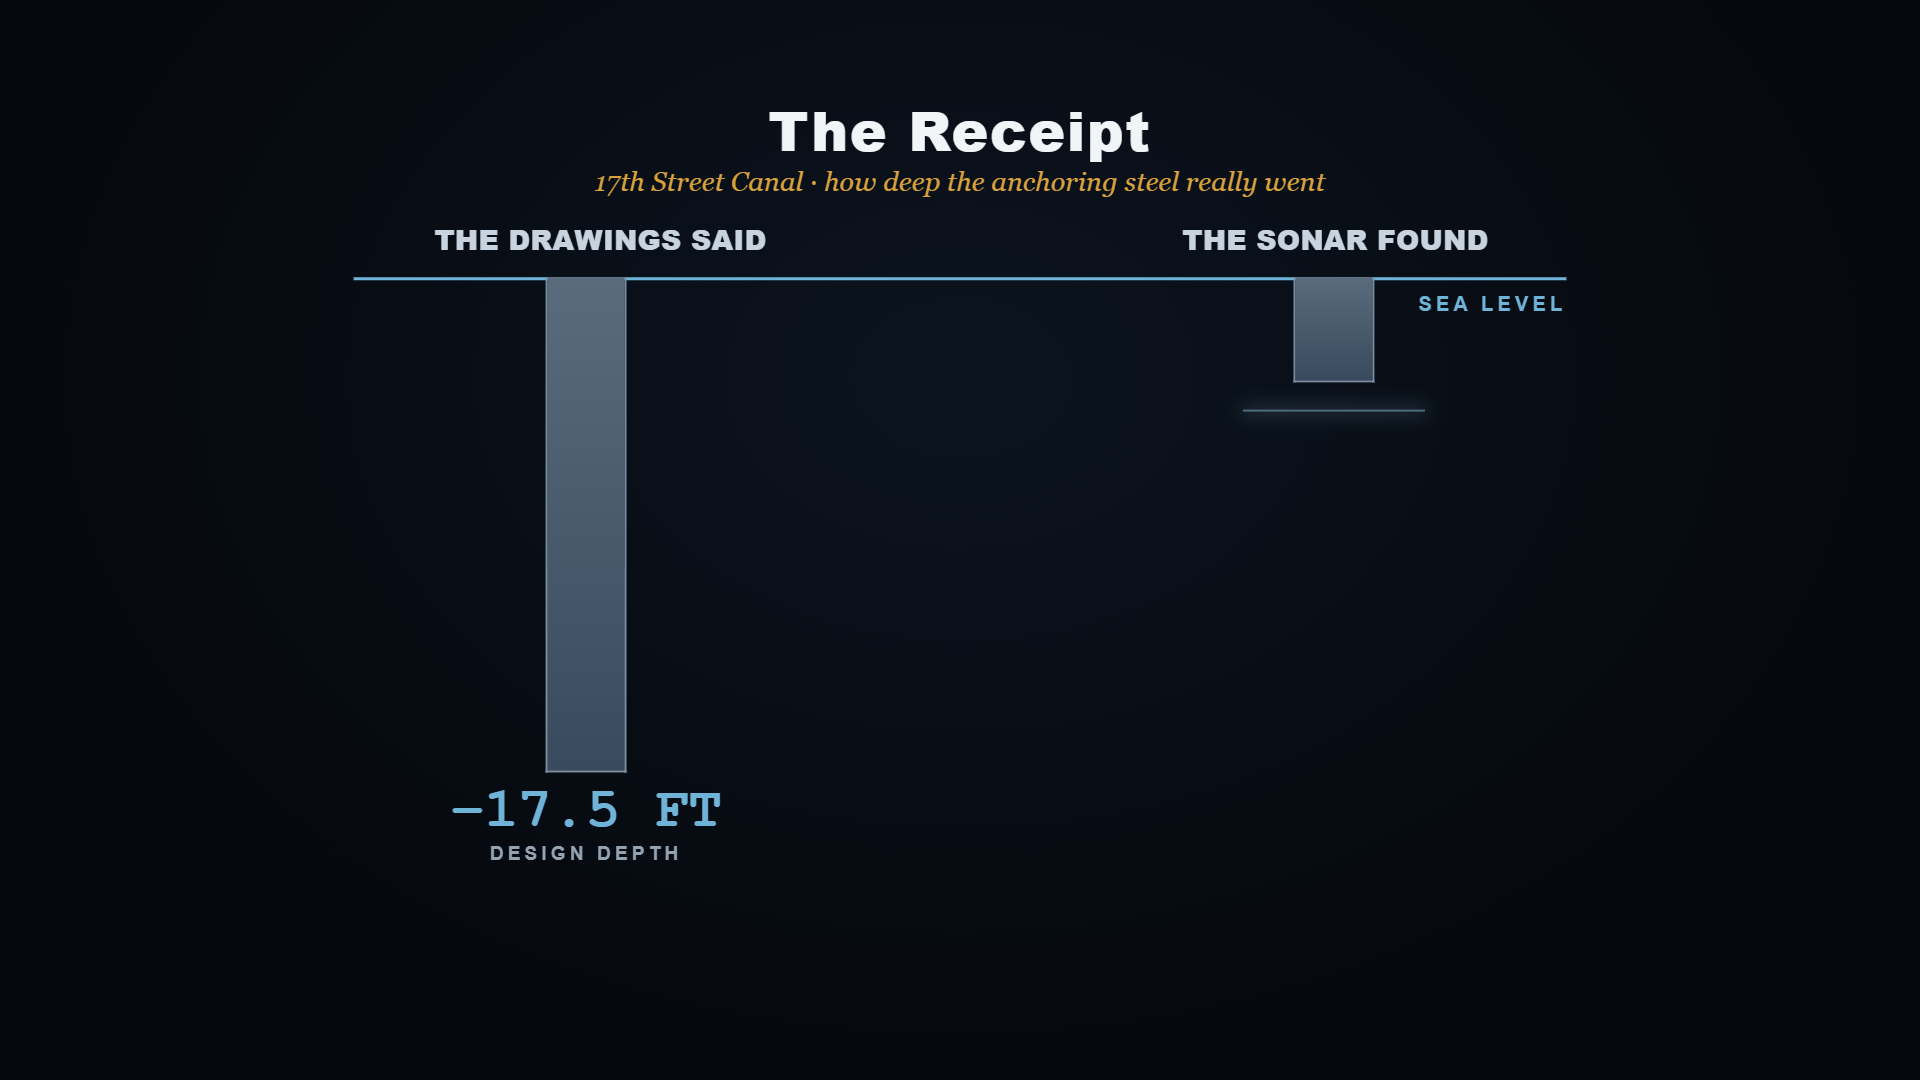 The Receipt
17th Street Canal · how deep the anchoring steel really went
THE DRAWINGS SAID
THE SONAR FOUND
SEA LEVEL
−17.5 FT
DESIGN DEPTH